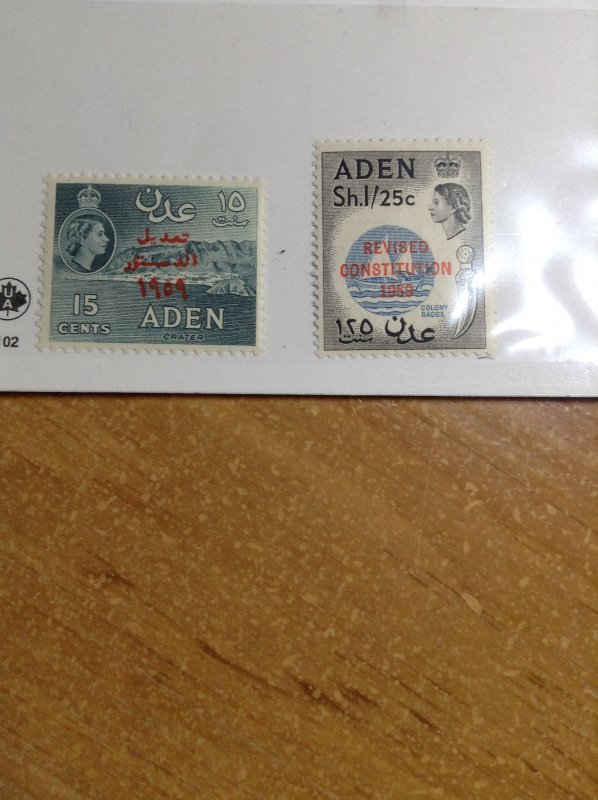 عدن ١٥
سنت
تعديل
الدستور
١٩٥٩
15
CENTS
ADEN
CRATER
ADEN
Sh.1/25c
REVISED
CONSTITUTION
1959
COLONY
BADGE
١٢٥ عدن
سنت
A
02